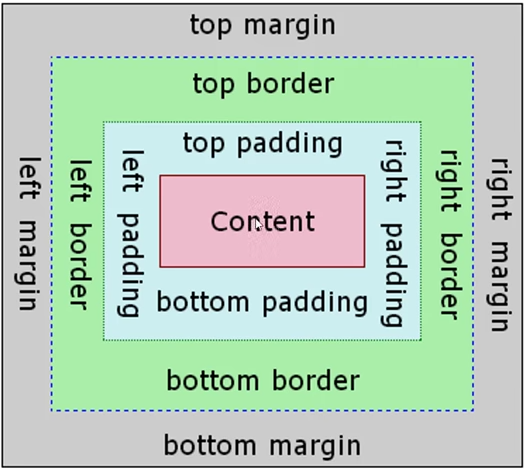 top margin
top border
top padding
left margin
left border
left padding
Content
right padding
right border
right margin
bottom padding
bottom border
bottom margin